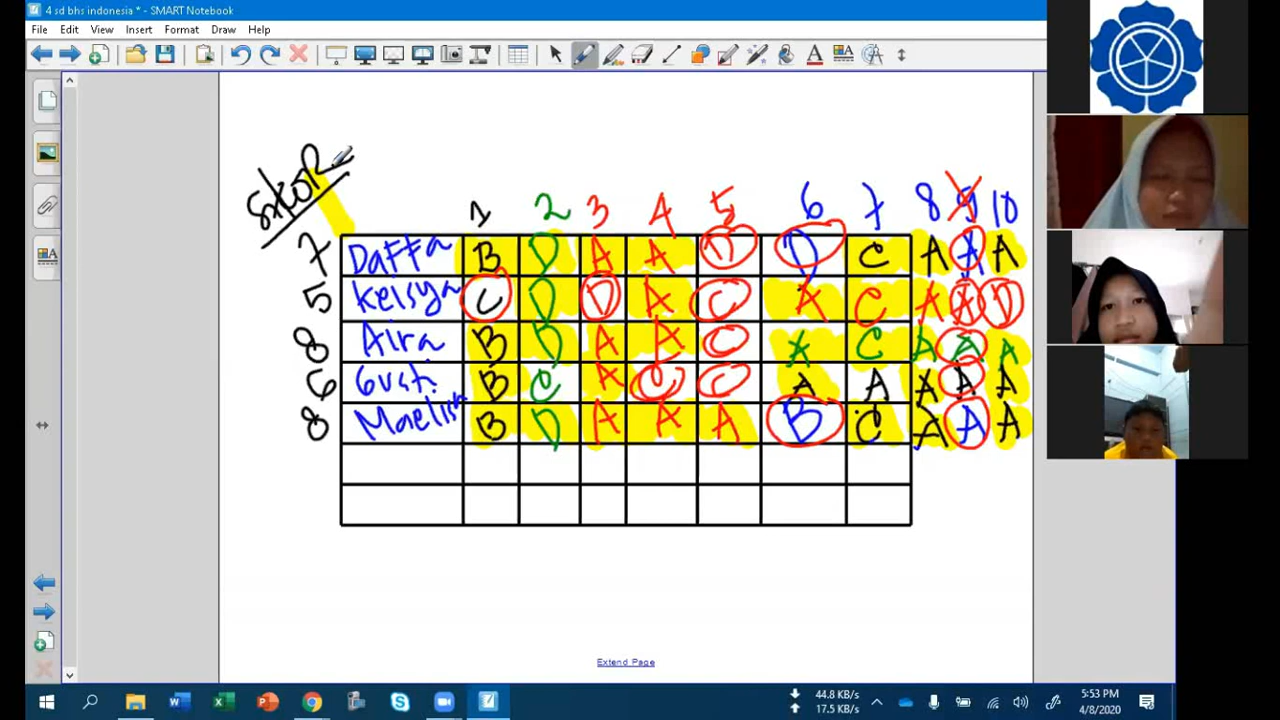 4 sd bhs indonesia * - SMART Notebook
File Edit View Insert Format Draw Help
SKOR
1 2 3 4 5 6 7 8 9 10
7 Daffa B D A A D D C A A A
5 Keisya C D D A C A C A A D
8 Aira B D A A C A C A A A
6 Gusti B C A C C A A A A A
8 Maelish B D A A A B C A A A
Extend Page
44.8 KB/s
17.5 KB/s
5:53 PM
4/8/2020